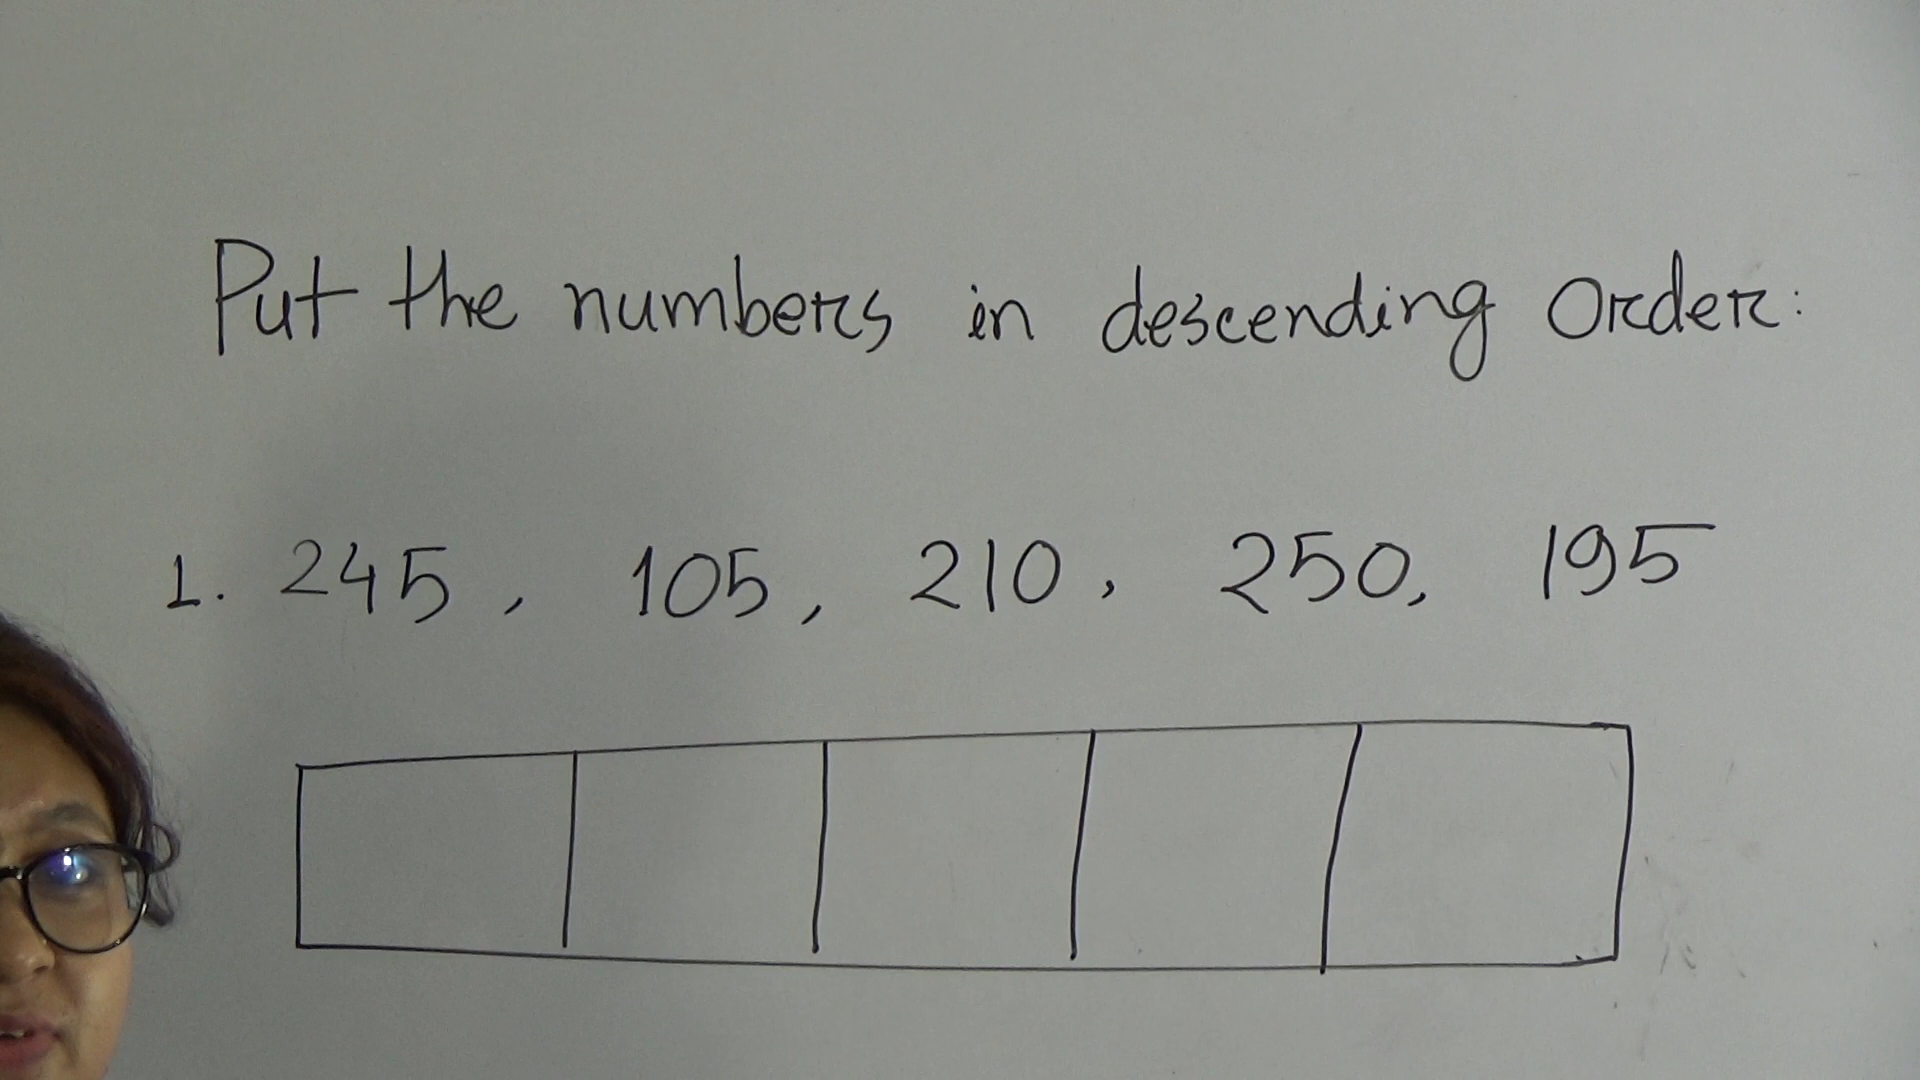 Put the numbers in descending Order:
1. 245, 105, 210, 250, 195